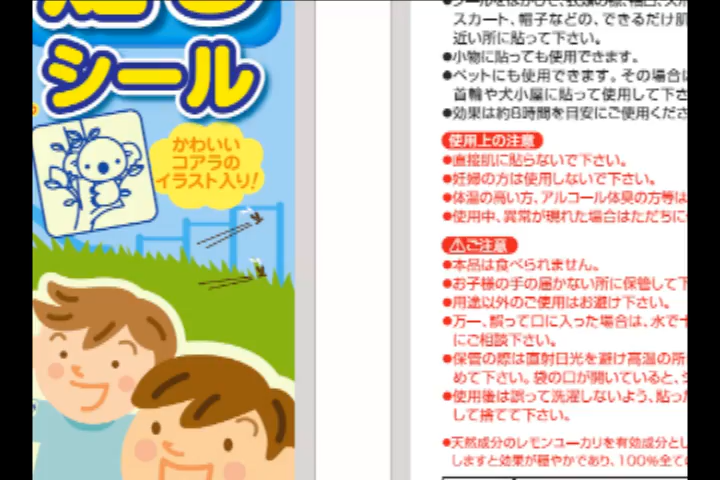 シール
かわいい
コアラの
イラスト入り!
スカート、帽子などの、できるだけ肌
近い所に貼って下さい。
●小物に貼っても使用できます。
●ペットにも使用できます。その場合は
首輪や犬小屋に貼って使用して下さ
●効果は約8時間を目安にご使用くださ
使用上の注意
●直接肌に貼らないで下さい。
●妊婦の方は使用しないで下さい。
●体温の高い方、アルコール体臭の方等は
●使用中、異常が現れた場合はただちに
⚠ご注意
●本品は食べられません。
●お子様の手の届かない所に保管して下
●用途以外のご使用はお避け下さい。
●万一、誤って口に入った場合は、水で十
にご相談下さい。
●保管の際は直射日光を避け高温の所
めて下さい。袋の口が開いていると、
●使用後は誤って洗濯しないよう、貼った
して捨てて下さい。
●天然成分のレモンユーカリを有効成分とし
しますと効果が穏やかであり、100%全ての